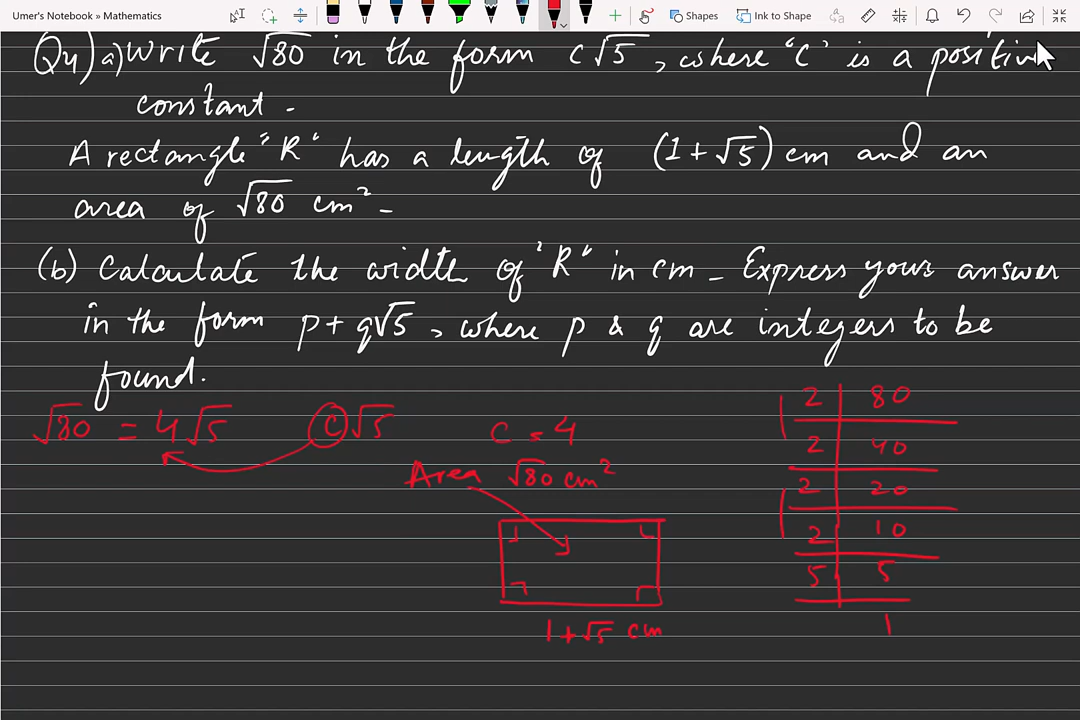 Umer's Notebook » Mathematics
Shapes
Ink to Shape
Q4) a) Write √80 in the form c√5, where "C" is a positive
constant.
A rectangle "R" has a length of (1+√5) cm and an
area of √80 cm².
(b) Calculate the width of "R" in cm. Express your answer
in the form p+q√5, where p & q are integers to be
found.
√80 = 4√5 c√5 c = 4
Area √80 cm²
1+√5 cm
2 | 80
2 | 40
2 | 20
2 | 10
5 | 5
1